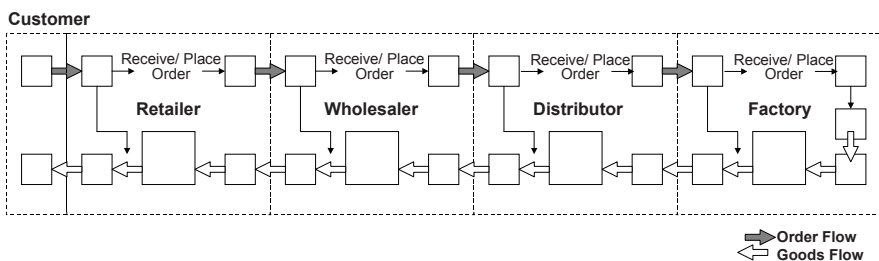 Customer
Receive/ Place Receive/ Place Receive/ Place Receive/ Place
Order Order Order Order
Retailer Wholesaler Distributor Factory
Order Flow
Goods Flow